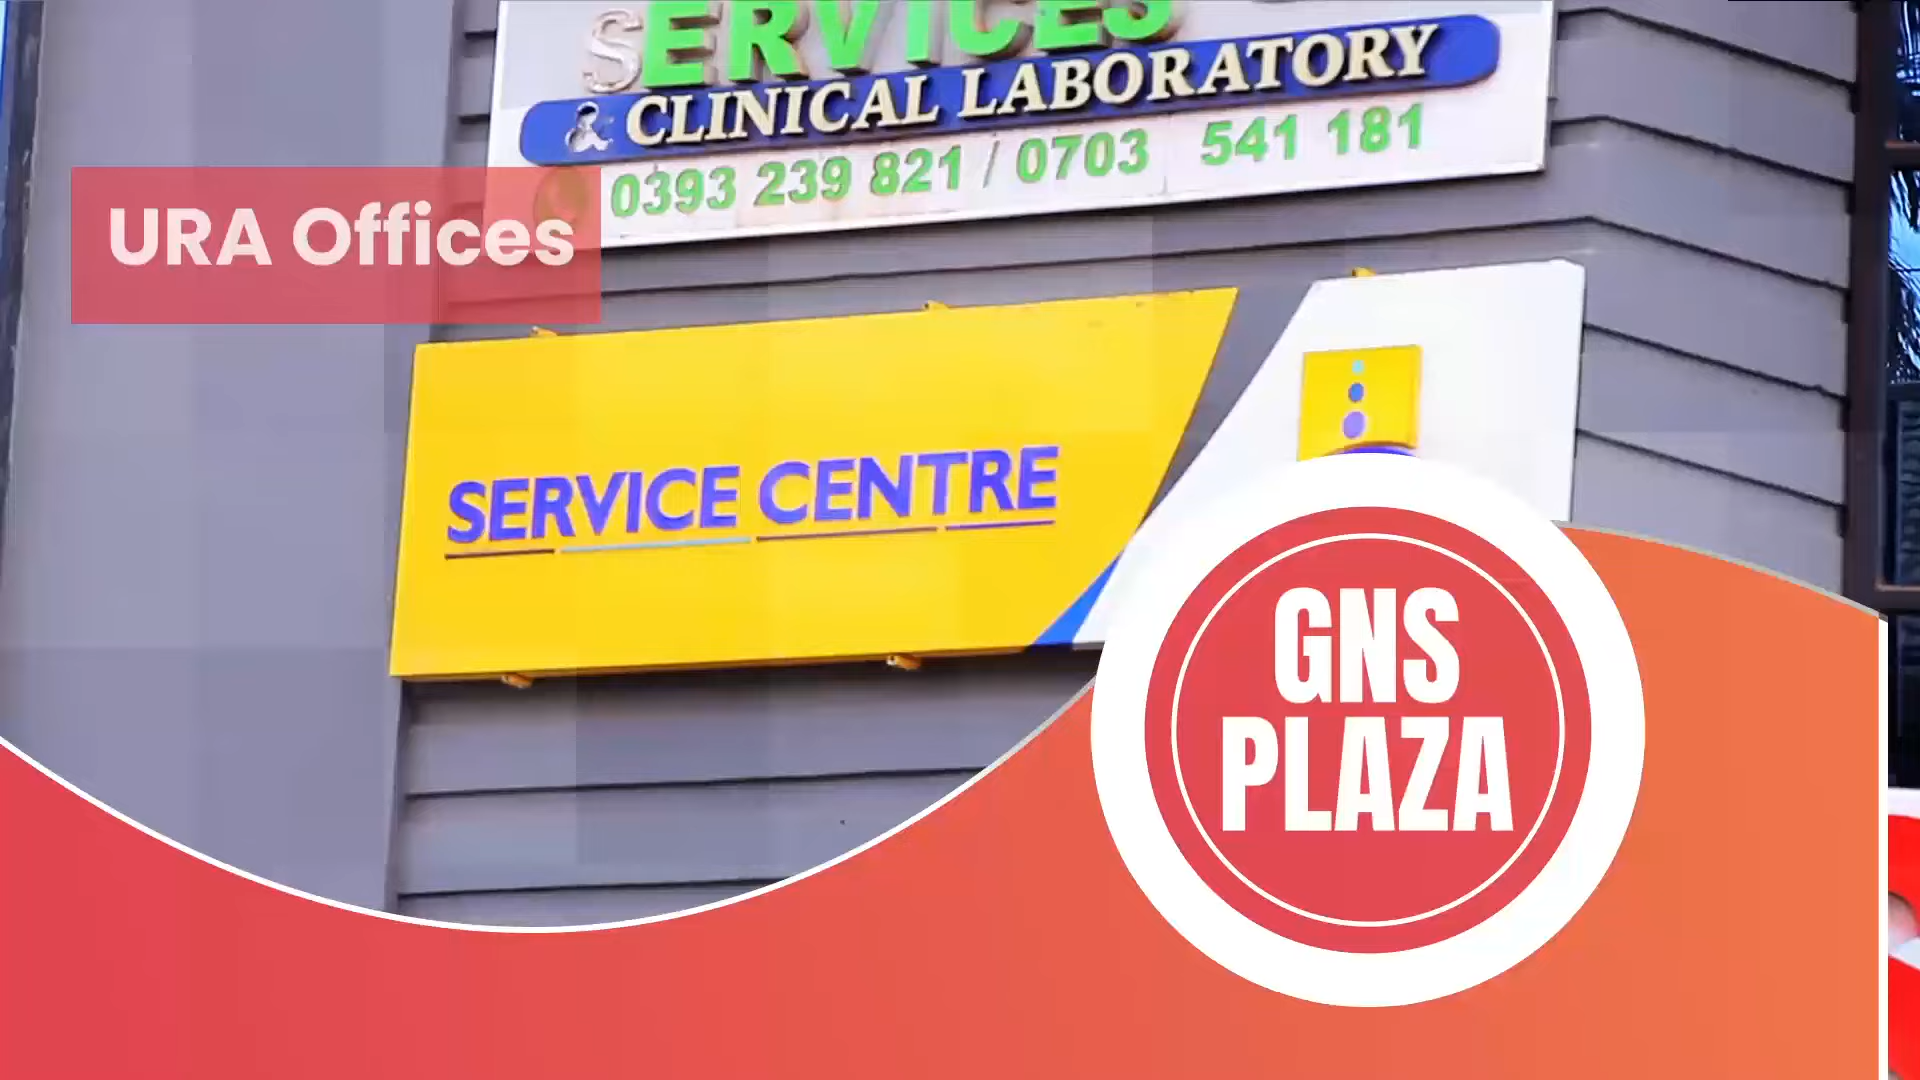 SERVICES
& CLINICAL LABORATORY
0393 239 821 / 0703 541 181
URA Offices
SERVICE CENTRE
GNS
PLAZA